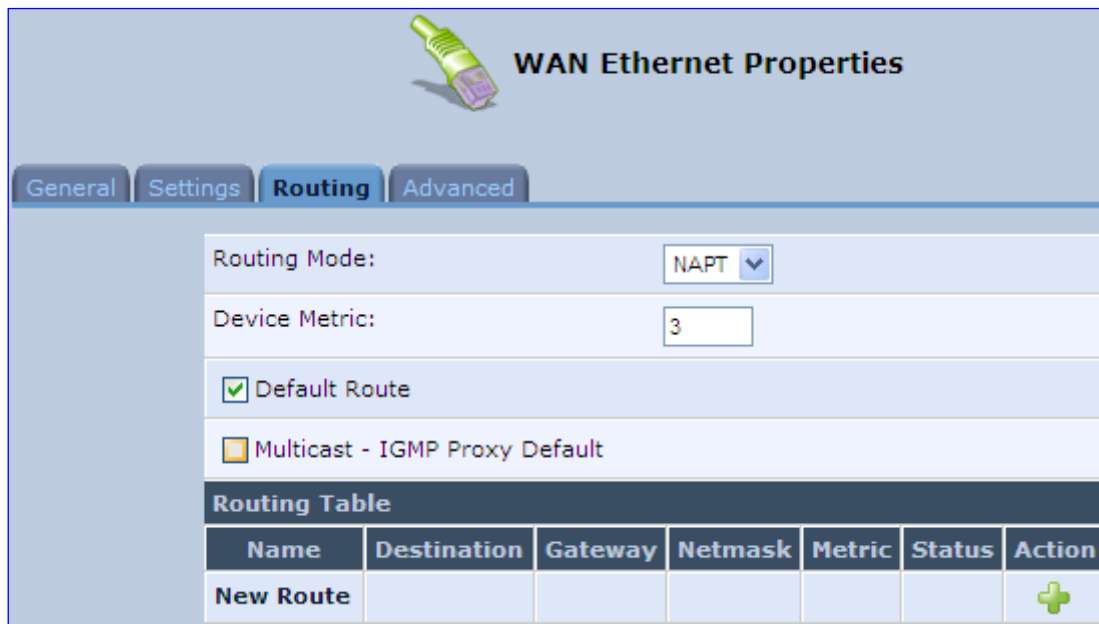 WAN Ethernet Properties
General Settings Routing Advanced
Routing Mode: NAPT
Device Metric: 3
Default Route
Multicast - IGMP Proxy Default
Routing Table
Name Destination Gateway Netmask Metric Status Action
New Route